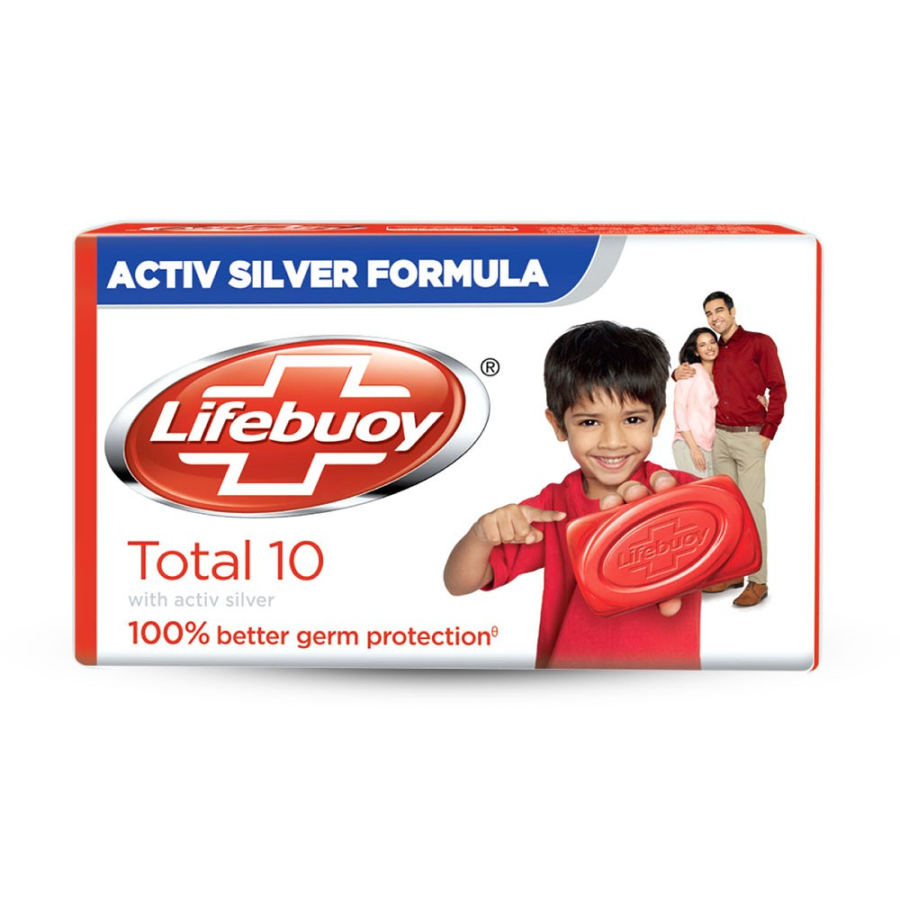 ACTIV SILVER FORMULA
Lifebuoy
®
Total 10
with activ silver
100% better germ protectionᶿ
Lifebuoy